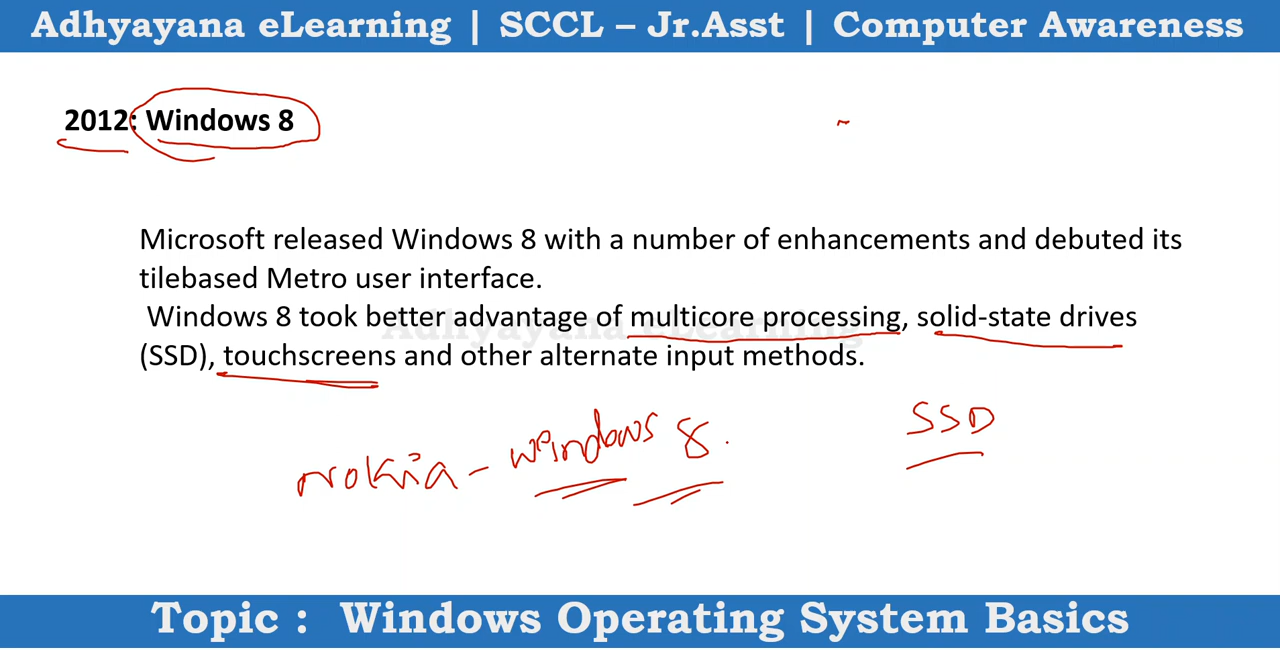 Adhyayana eLearning | SCCL – Jr.Asst | Computer Awareness
2012: Windows 8
Microsoft released Windows 8 with a number of enhancements and debuted its
tilebased Metro user interface.
Windows 8 took better advantage of multicore processing, solid-state drives
Adhyayana eLearning
(SSD), touchscreens and other alternate input methods.
Nokia - Windows 8.
SSD
Topic : Windows Operating System Basics